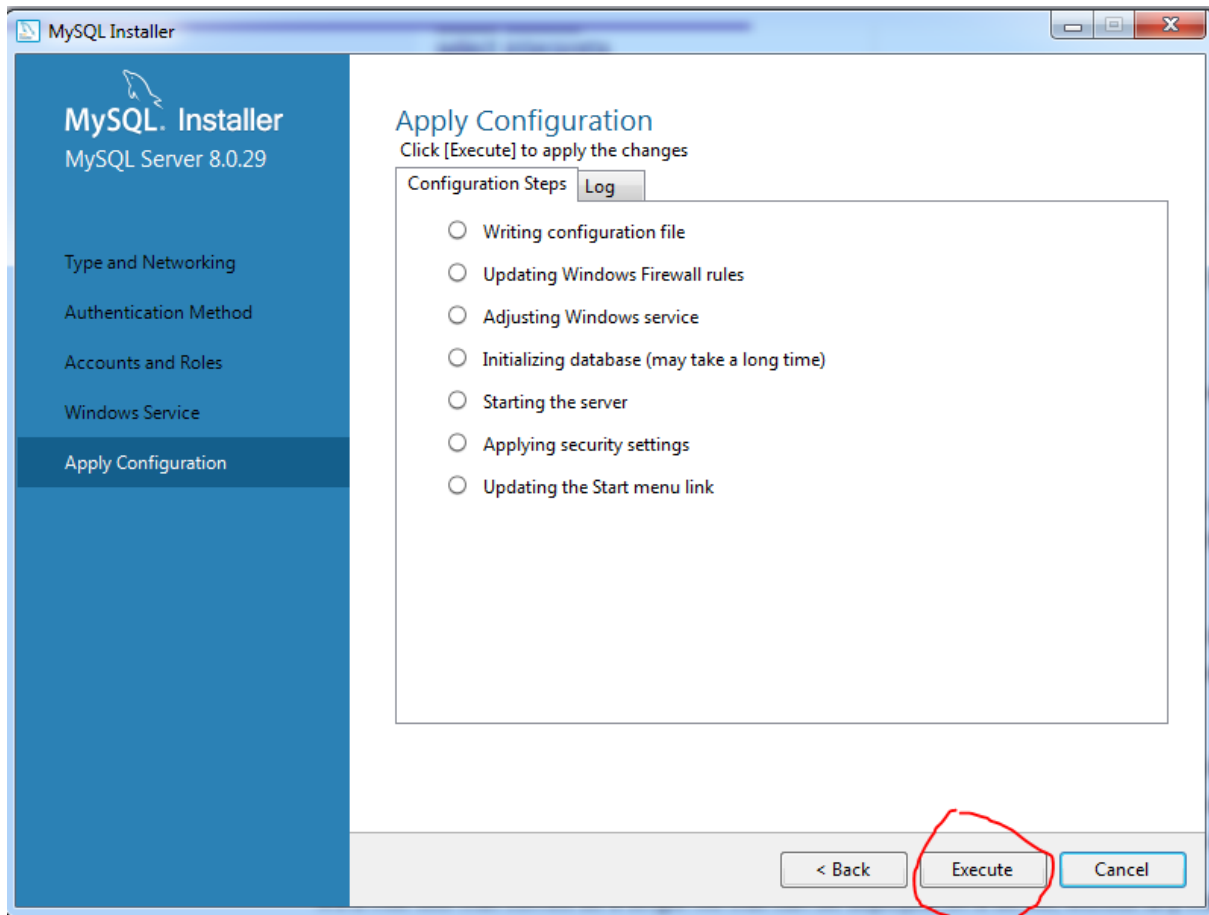 MySQL Installer
MySQL. Installer
MySQL Server 8.0.29
Type and Networking
Authentication Method
Accounts and Roles
Windows Service
Apply Configuration
Apply Configuration
Click [Execute] to apply the changes
Configuration Steps
Log
Writing configuration file
Updating Windows Firewall rules
Adjusting Windows service
Initializing database (may take a long time)
Starting the server
Applying security settings
Updating the Start menu link
< Back
Execute
Cancel